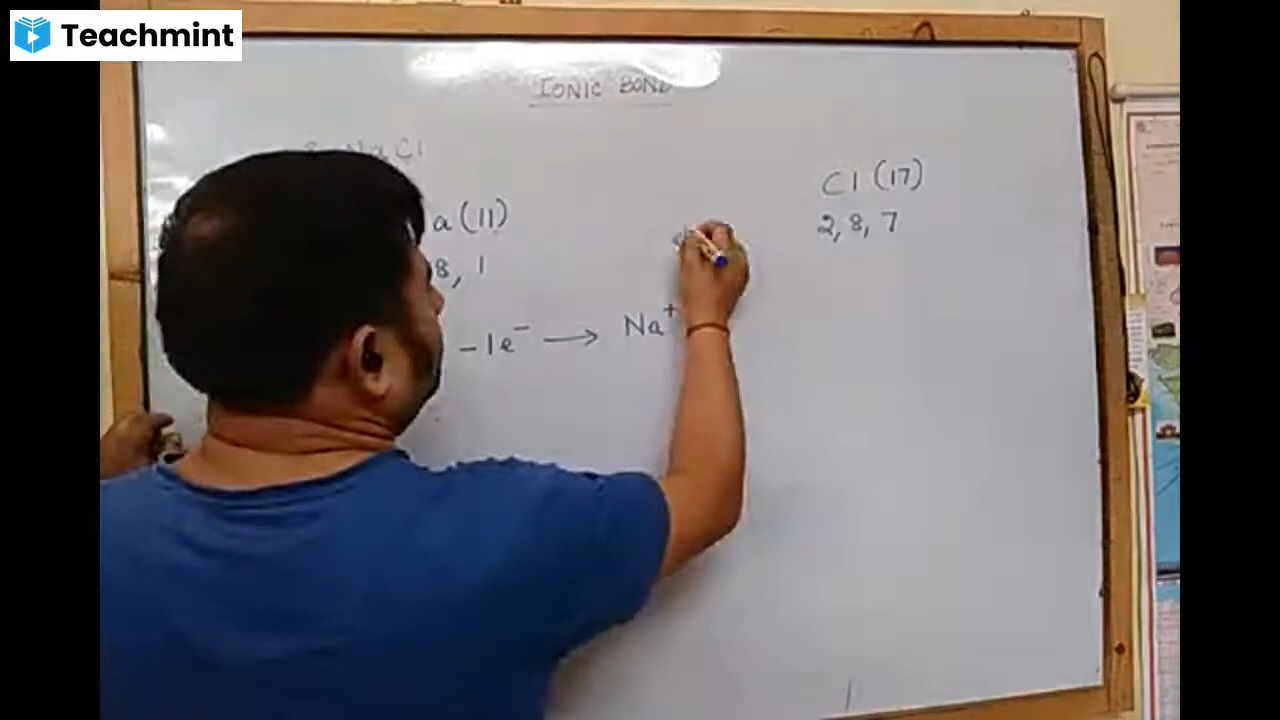 Teachmint
IONIC BOND
NaCl
a (11)
Cl (17)
8, 1
2, 8, 7
-1e⁻ → Na⁺